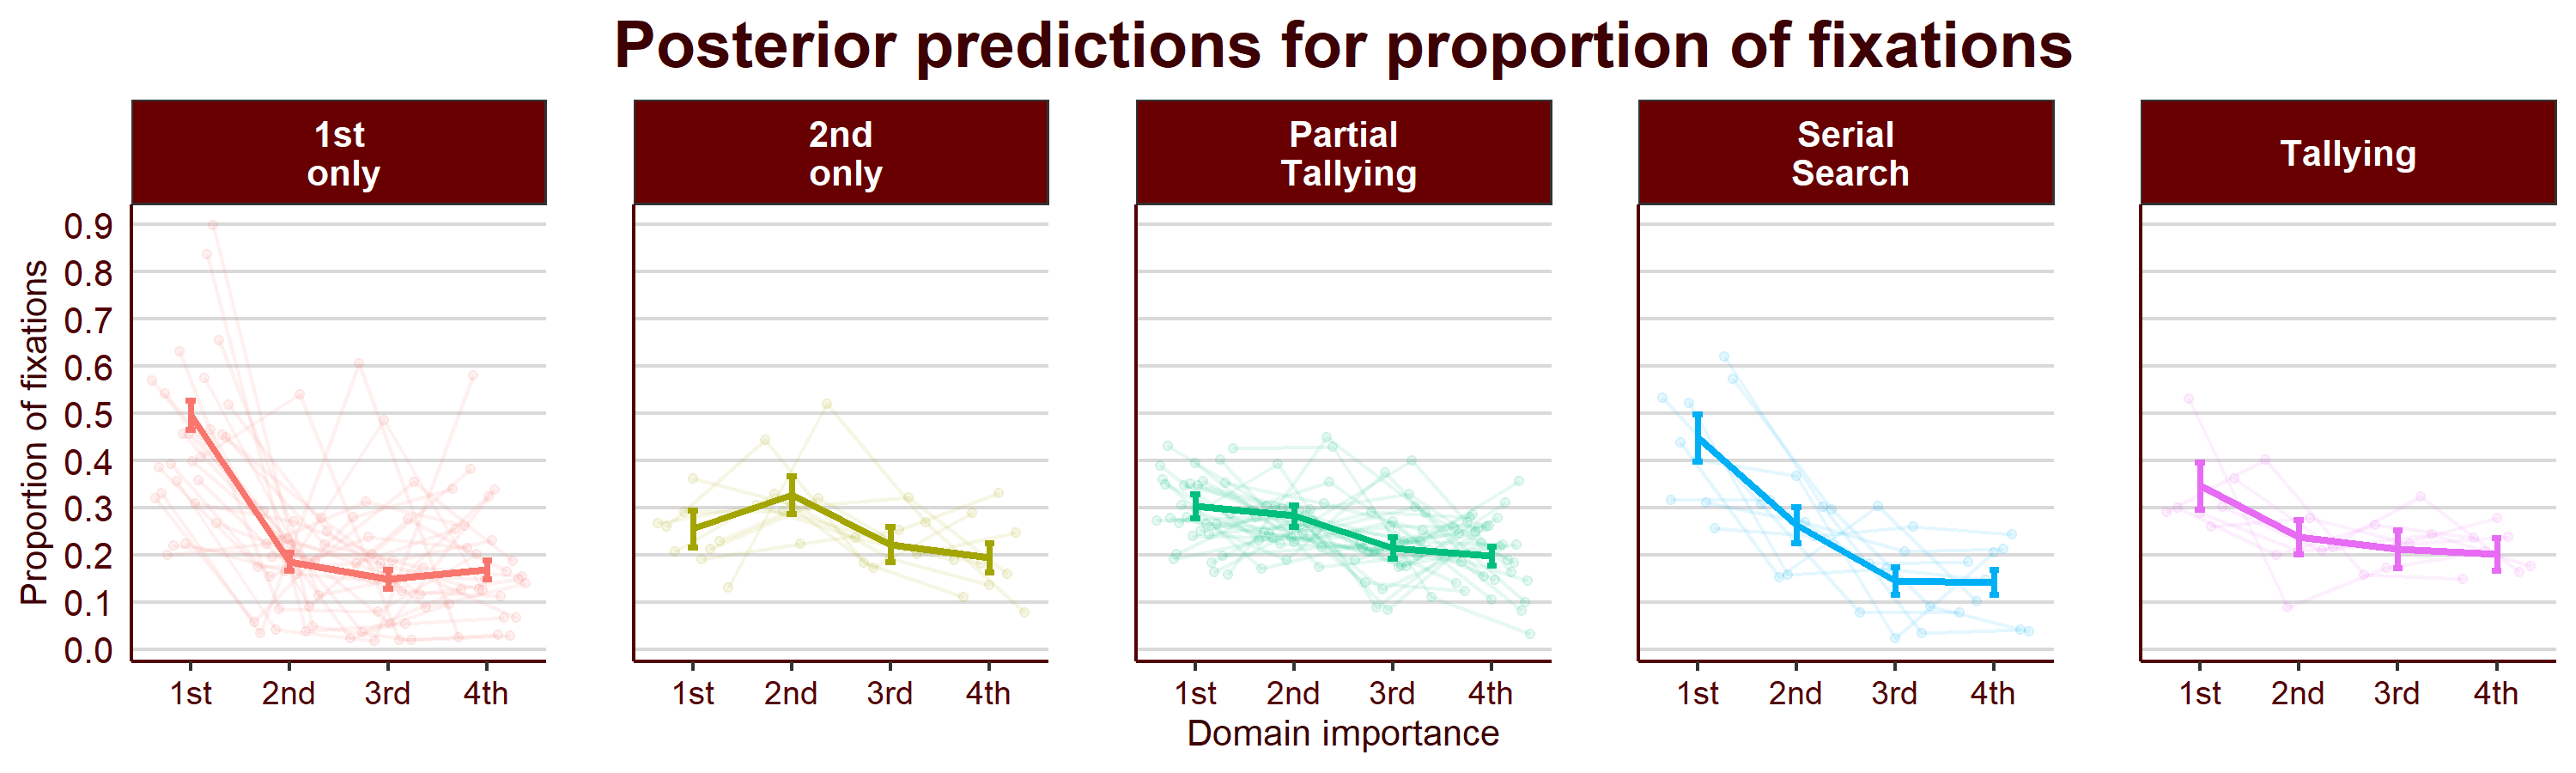 Posterior predictions for proportion of fixations
1st
only
2nd
only
Partial
Tallying
Serial
Search
Tallying
Proportion of fixations
0.9
0.8
0.7
0.6
0.5
0.4
0.3
0.2
0.1
0.0
1st 2nd 3rd 4th
1st 2nd 3rd 4th
1st 2nd 3rd 4th
1st 2nd 3rd 4th
1st 2nd 3rd 4th
Domain importance